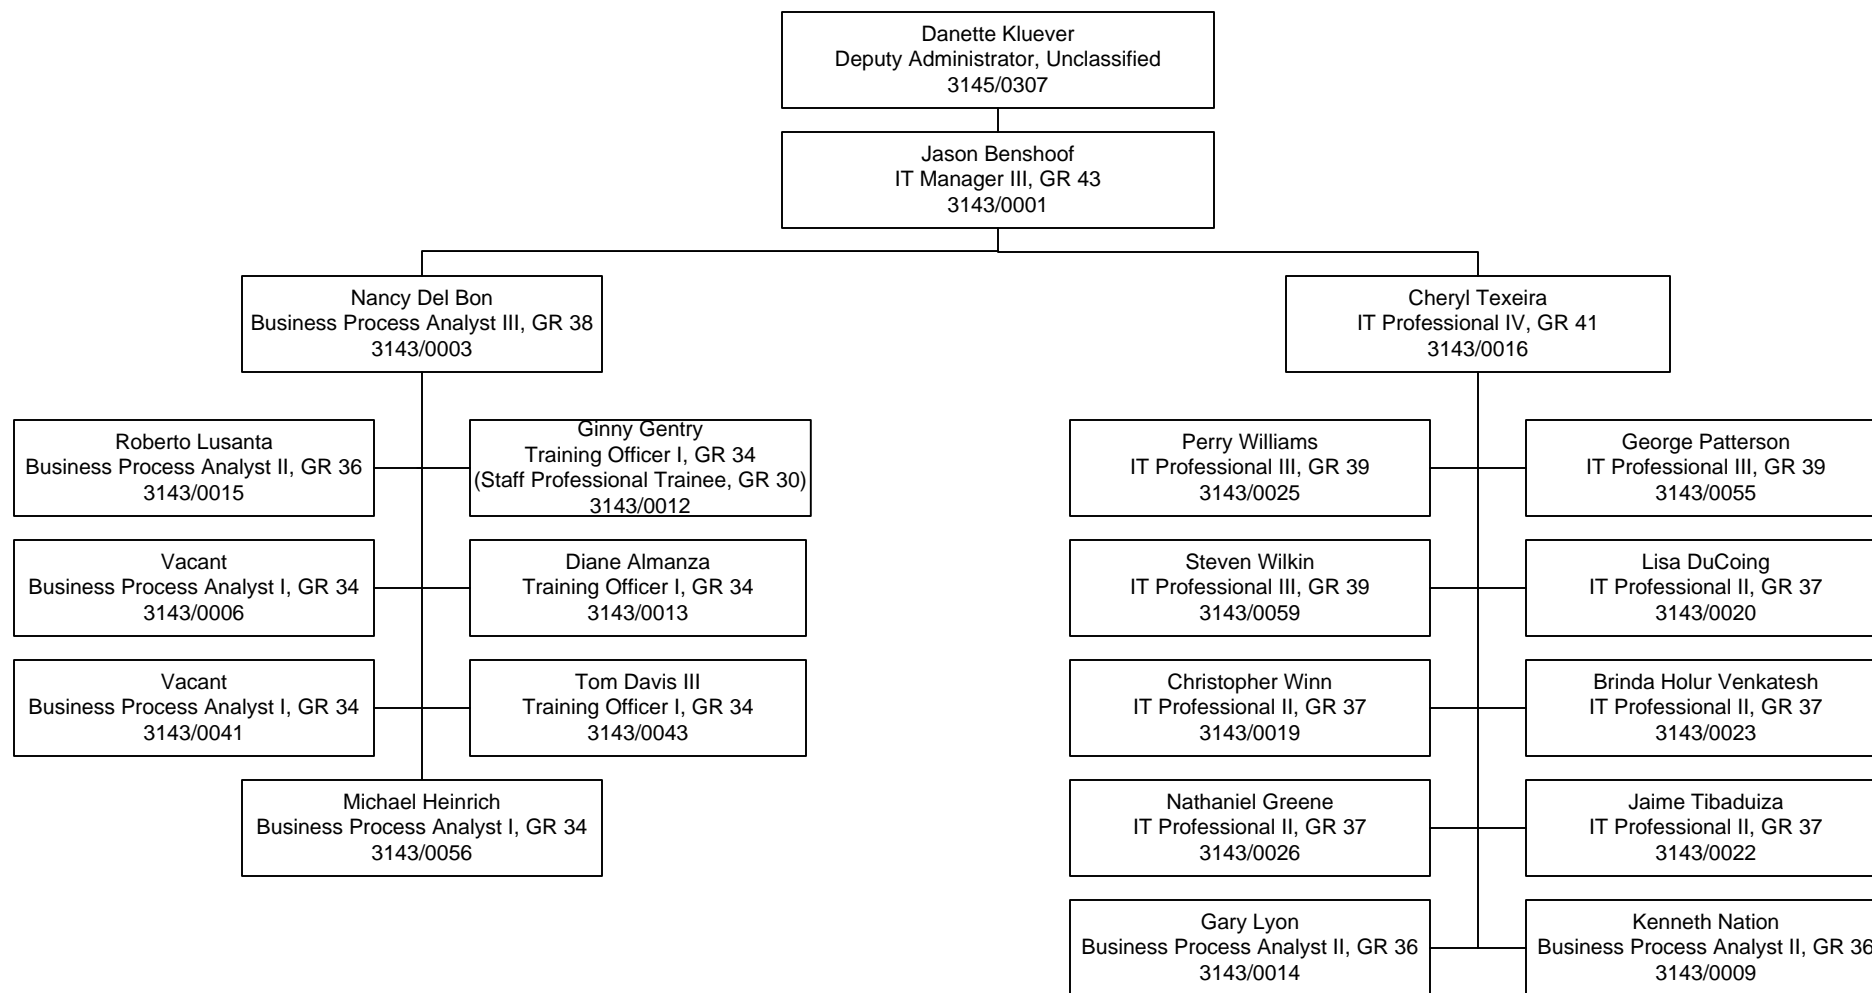 Danette Kluever
Deputy Administrator, Unclassified
3145/0307
Jason Benshoof
IT Manager III, GR 43
3143/0001
Nancy Del Bon
Business Process Analyst III, GR 38
3143/0003
Cheryl Texeira
IT Professional IV, GR 41
3143/0016
Roberto Lusanta
Business Process Analyst II, GR 36
3143/0015
Ginny Gentry
Training Officer I, GR 34
(Staff Professional Trainee, GR 30)
3143/0012
Perry Williams
IT Professional III, GR 39
3143/0025
George Patterson
IT Professional III, GR 39
3143/0055
Vacant
Business Process Analyst I, GR 34
3143/0006
Diane Almanza
Training Officer I, GR 34
3143/0013
Steven Wilkin
IT Professional III, GR 39
3143/0059
Lisa DuCoing
IT Professional II, GR 37
3143/0020
Vacant
Business Process Analyst I, GR 34
3143/0041
Tom Davis III
Training Officer I, GR 34
3143/0043
Christopher Winn
IT Professional II, GR 37
3143/0019
Brinda Holur Venkatesh
IT Professional II, GR 37
3143/0023
Michael Heinrich
Business Process Analyst I, GR 34
3143/0056
Nathaniel Greene
IT Professional II, GR 37
3143/0026
Jaime Tibaduiza
IT Professional II, GR 37
3143/0022
Gary Lyon
Business Process Analyst II, GR 36
3143/0014
Kenneth Nation
Business Process Analyst II, GR 36
3143/0009